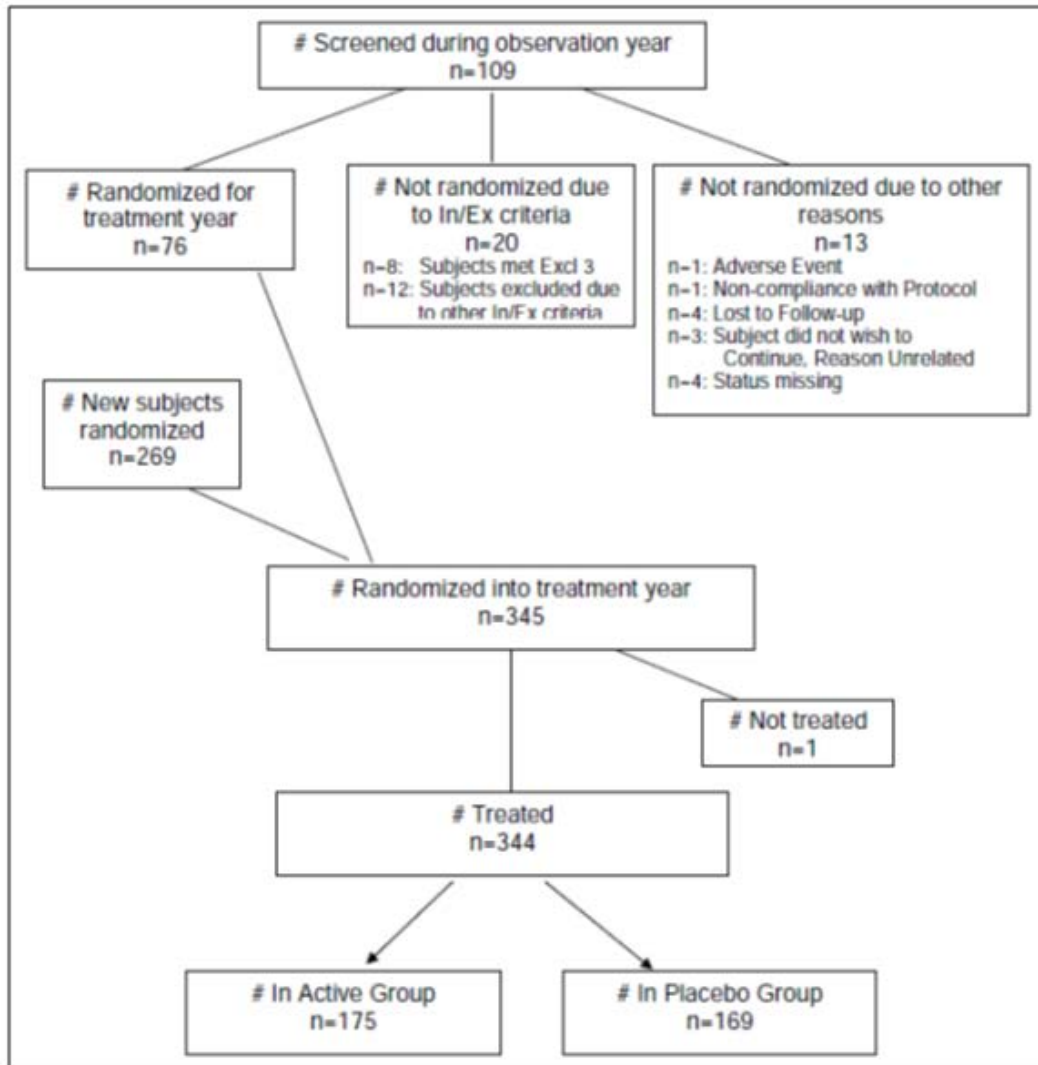 # Screened during observation year
n=109
# Randomized for
treatment year
n=76
# Not randomized due
to In/Ex criteria
n=20
n=8: Subjects met Excl 3
n=12: Subjects excluded due
to other In/Ex criteria
# Not randomized due to other
reasons
n=13
n=1: Adverse Event
n=1: Non-compliance with Protocol
n=4: Lost to Follow-up
n=3: Subject did not wish to
Continue, Reason Unrelated
n=4: Status missing
# New subjects
randomized
n=269
# Randomized into treatment year
n=345
# Not treated
n=1
# Treated
n=344
# In Active Group
n=175
# In Placebo Group
n=169